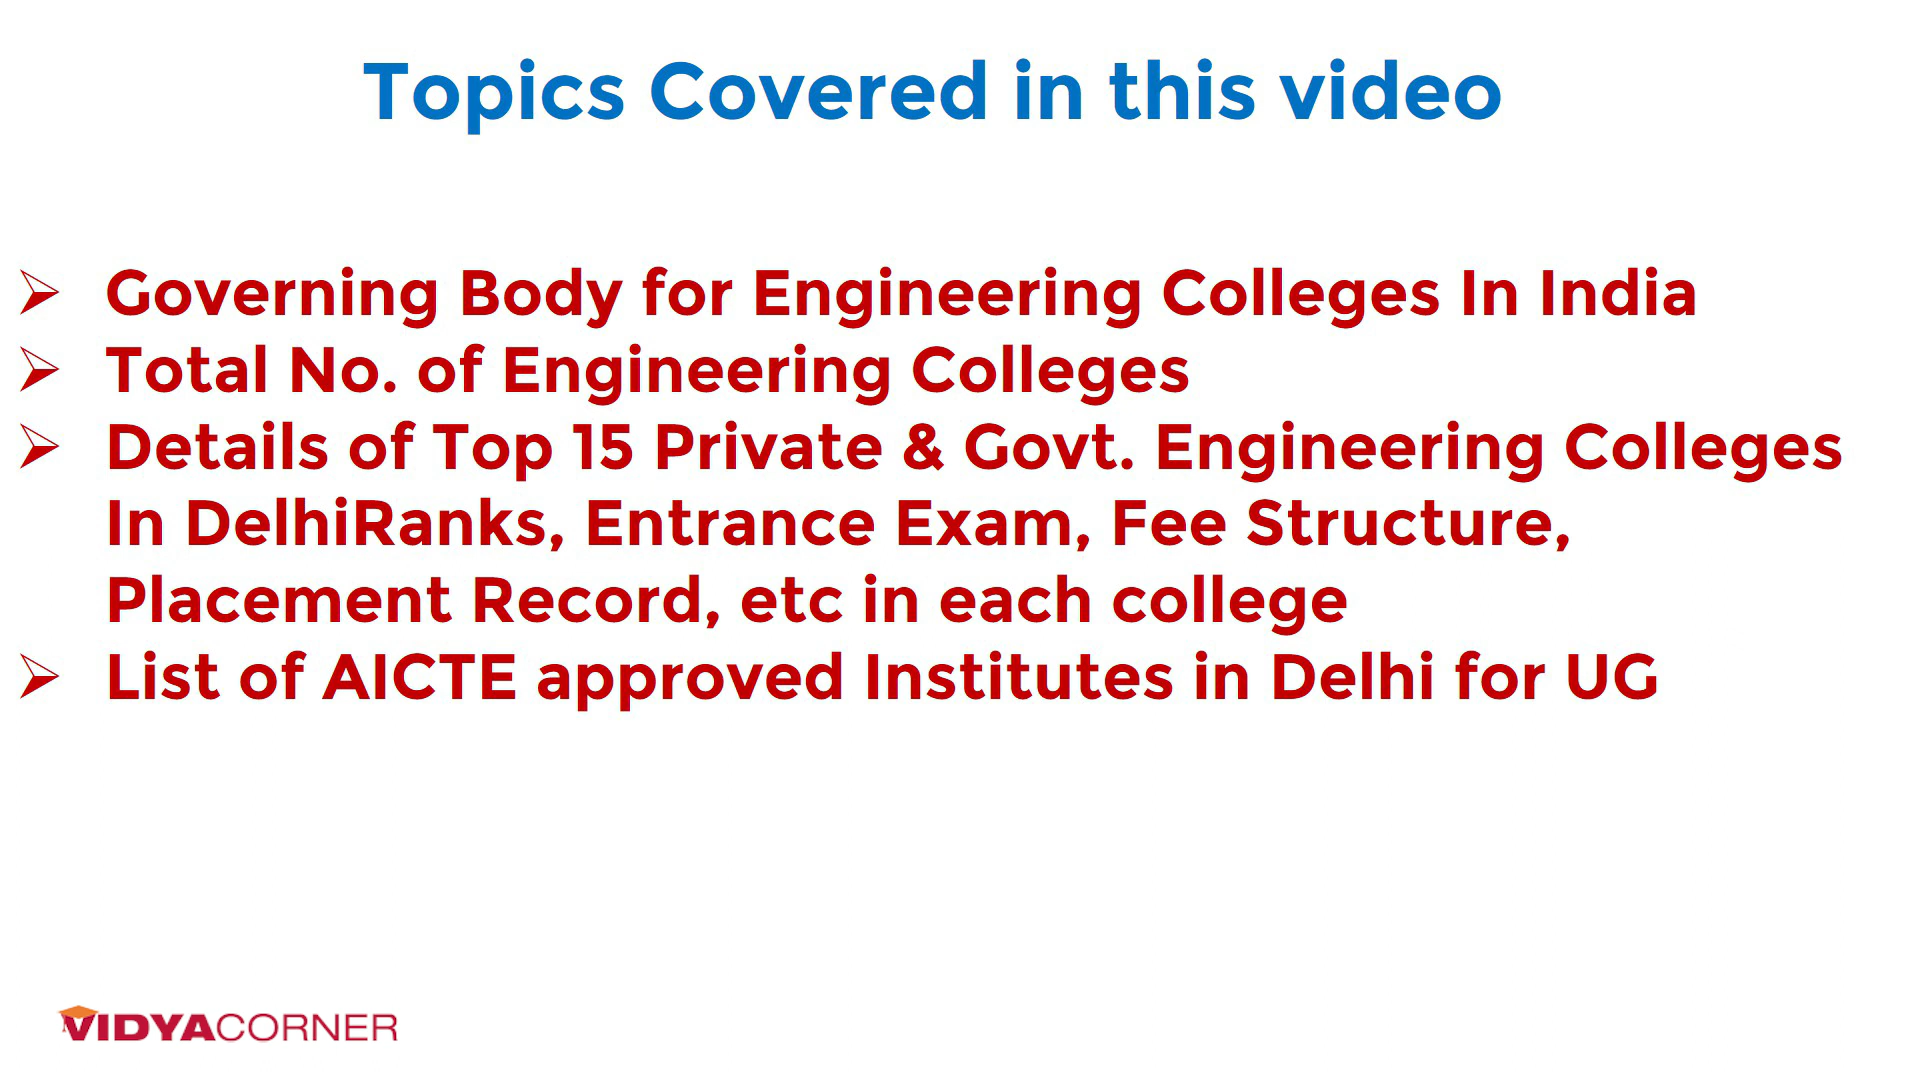 Topics Covered in this video
Governing Body for Engineering Colleges In India
Total No. of Engineering Colleges
Details of Top 15 Private & Govt. Engineering Colleges
In DelhiRanks, Entrance Exam, Fee Structure,
Placement Record, etc in each college
List of AICTE approved Institutes in Delhi for UG
VIDYACORNER